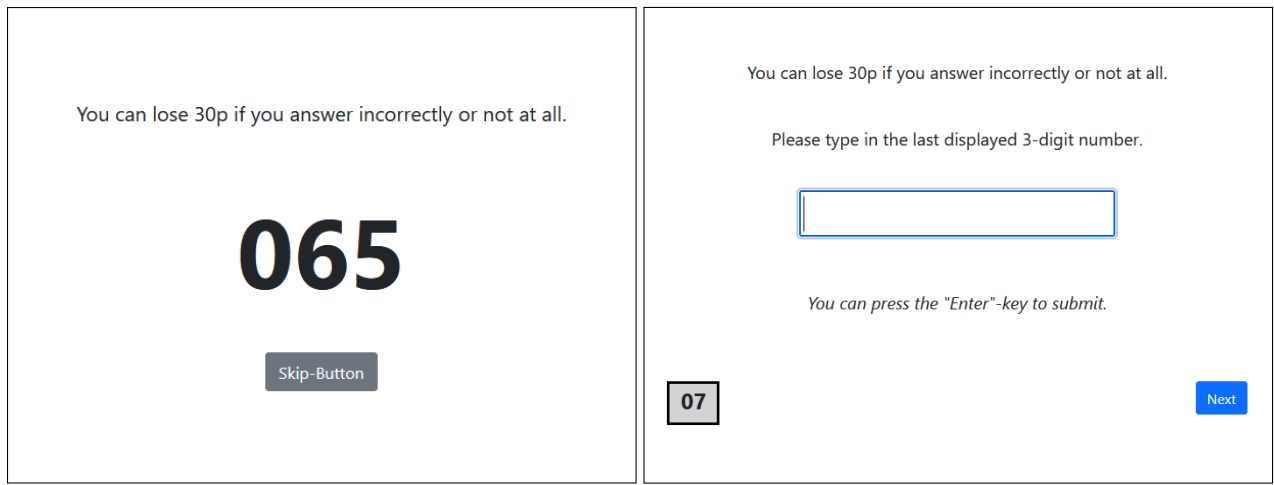 You can lose 30p if you answer incorrectly or not at all.
065
Skip-Button
You can lose 30p if you answer incorrectly or not at all.
Please type in the last displayed 3-digit number.
You can press the "Enter"-key to submit.
07
Next